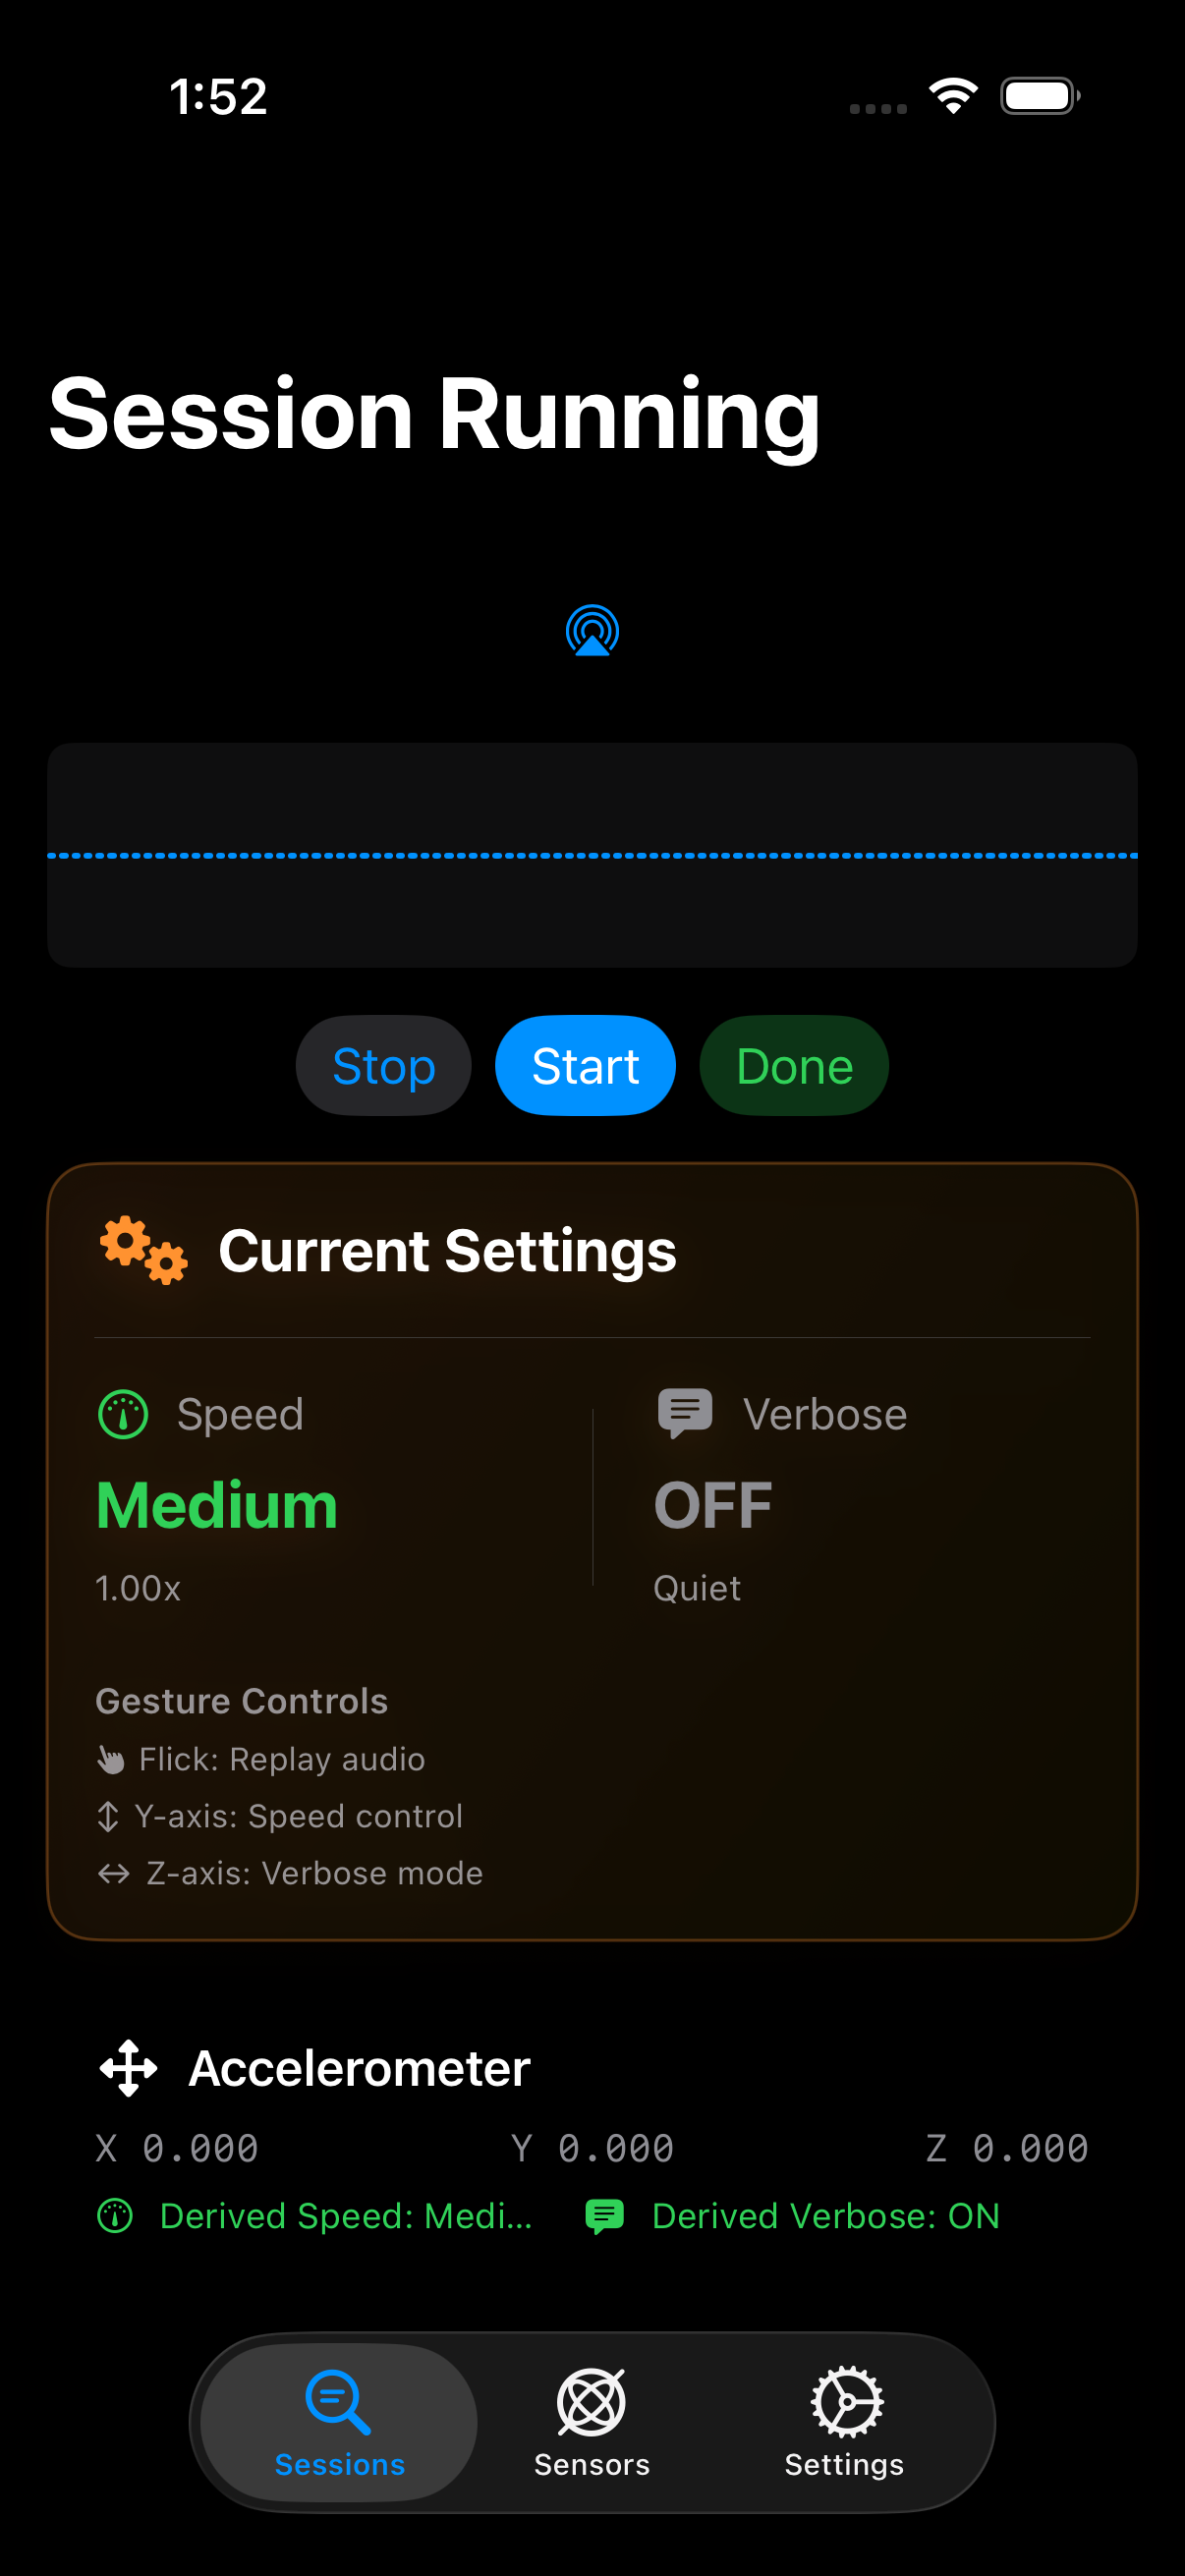 1:52
Session Running
Stop Start Done
Current Settings
Speed Verbose
Medium OFF
1.00x Quiet
Gesture Controls
Flick: Replay audio
Y-axis: Speed control
Z-axis: Verbose mode
Accelerometer
X 0.000 Y 0.000 Z 0.000
Derived Speed: Medi... Derived Verbose: ON
Sessions Sensors Settings